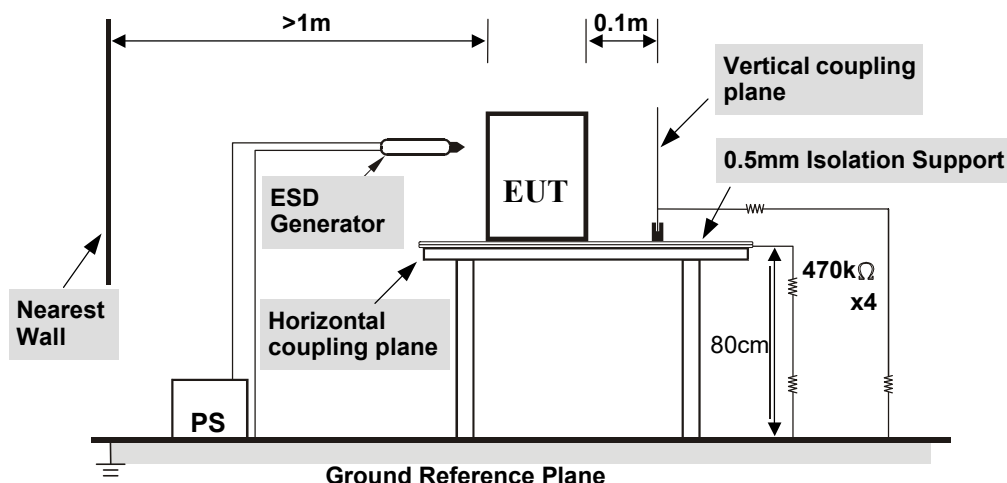 >1m
0.1m
Vertical coupling
plane
0.5mm Isolation Support
ESD
Generator
EUT
470kΩ
x4
Nearest
Wall
Horizontal
coupling plane
80cm
PS
Ground Reference Plane